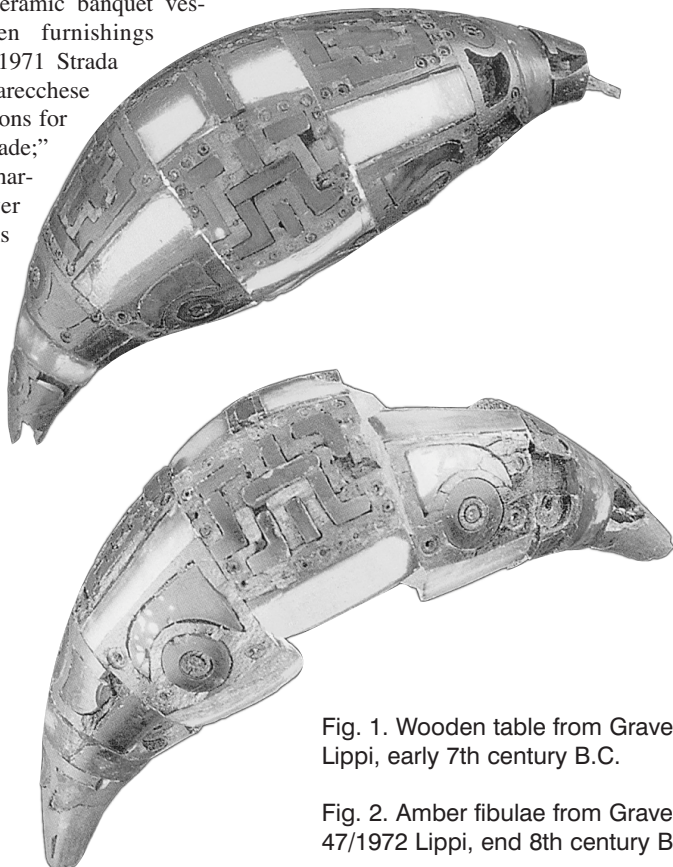 eramic banquet ves-
en furnishings
1971 Strada
arecchese
ons for
ade;"
har-
er
s
Fig. 1. Wooden table from Grave
Lippi, early 7th century B.C.
Fig. 2. Amber fibulae from Grave
47/1972 Lippi, end 8th century B